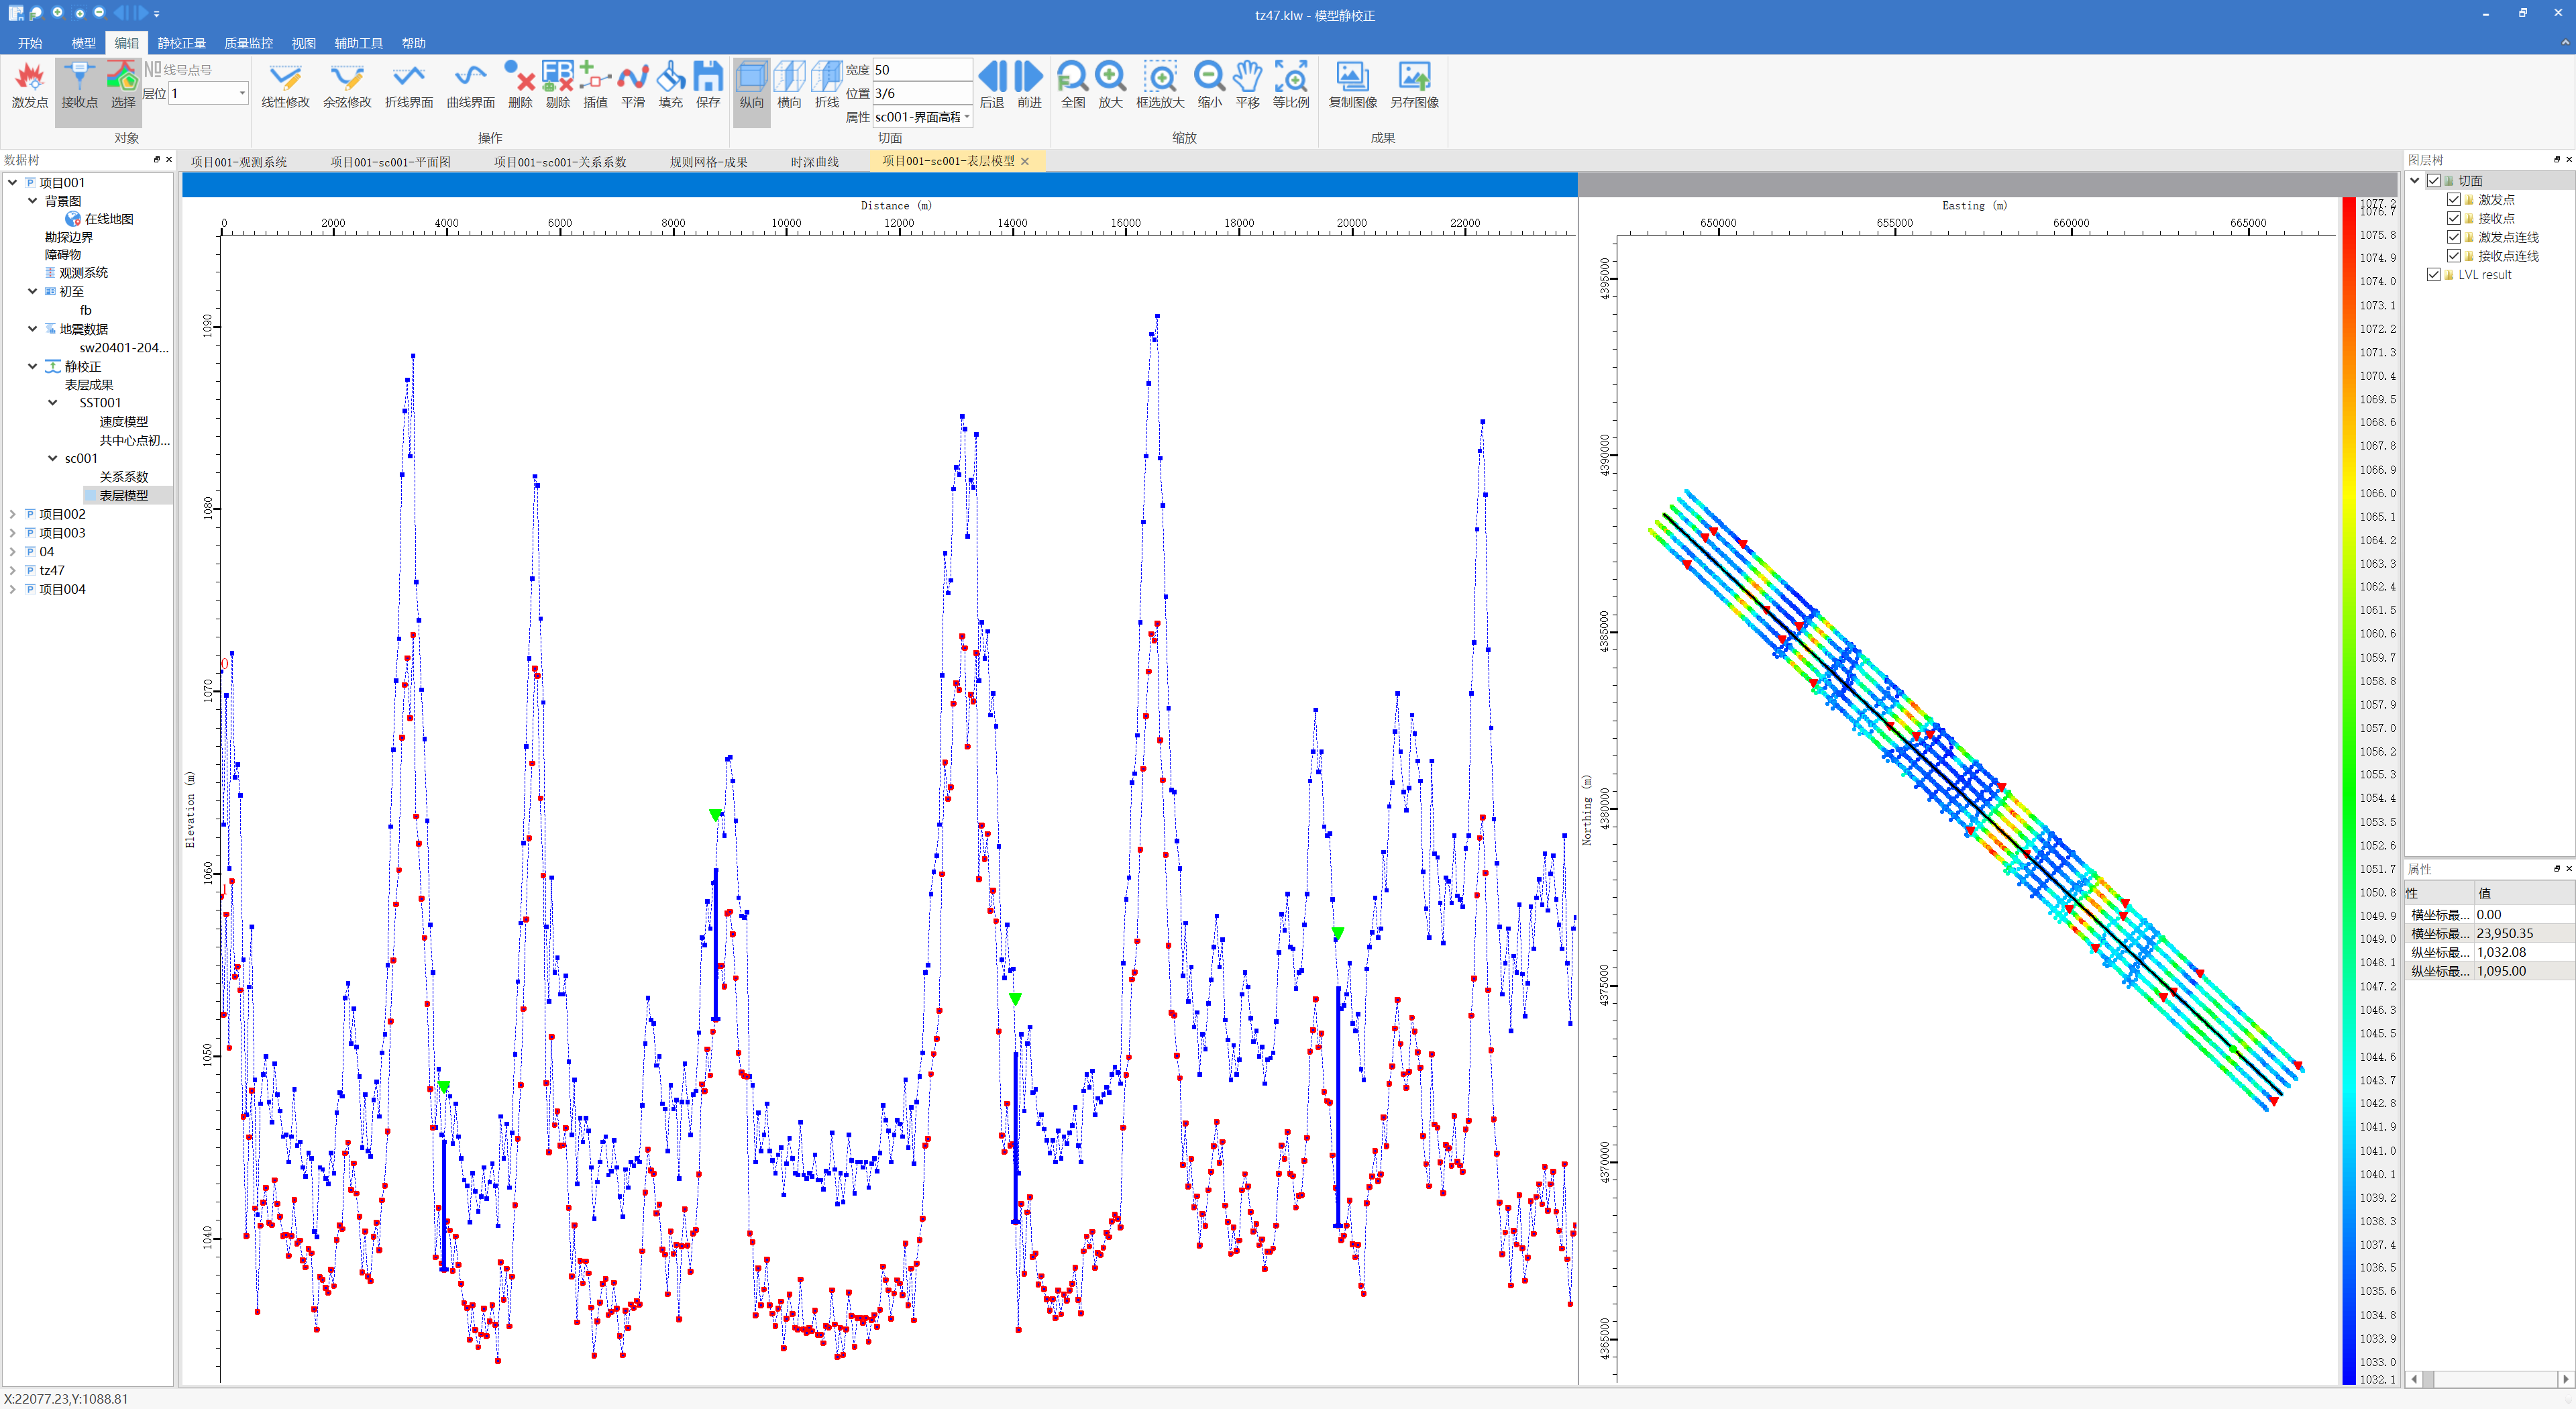 tz47.klw - 模型静校正
开始 模型 编辑 静校正量 质量监控 视图 辅助工具 帮助
激发点 接收点 选择 线号点号 层位 1 线性修改 余弦修改 折线界面 曲线界面 删除 剔除 插值 平滑 填充 保存 纵向 横向 折线 宽度 50 位置 3/6 属性 sc001-界面高程 后退 前进 全图 放大 框选放大 缩小 平移 等比例 复制图像 另存图像
对象 操作 切面 缩放 成果
数据树
项目001-观测系统 项目001-sc001-平面图 项目001-sc001-关系系数 规则网格-成果 时深曲线 项目001-sc001-表层模型
图层树
项目001
背景图
在线地图
勘探边界
障碍物
观测系统
初至
fb
地震数据
sw20401-204...
静校正
表层成果
SST001
速度模型
共中心点初...
sc001
关系系数
表层模型
项目002
项目003
04
tz47
项目004
Distance (m)
0 2000 4000 6000 8000 10000 12000 14000 16000 18000 20000 22000
Elevation (m)
1090
1080
1070
1060
1050
1040
0
1
Easting (m)
650000 655000 660000 665000
Northing (m)
4395000
4390000
4385000
4380000
4375000
4370000
4365000
1077.2
1076.7
1075.8
1074.9
1074.0
1073.1
1072.2
1071.3
1070.4
1069.5
1068.6
1067.8
1066.9
1066.0
1065.1
1064.2
1063.3
1062.4
1061.5
1060.6
1059.7
1058.8
1057.9
1057.0
1056.2
1055.3
1054.4
1053.5
1052.6
1051.7
1050.8
1049.9
1049.0
1048.1
1047.2
1046.3
1045.5
1044.6
1043.7
1042.8
1041.9
1041.0
1040.1
1039.2
1038.3
1037.4
1036.5
1035.6
1034.8
1033.9
1033.0
1032.1
切面
激发点
接收点
激发点连线
接收点连线
LVL result
属性
性 值
横坐标最... 0.00
横坐标最... 23,950.35
纵坐标最... 1,032.08
纵坐标最... 1,095.00
X:22077.23,Y:1088.81